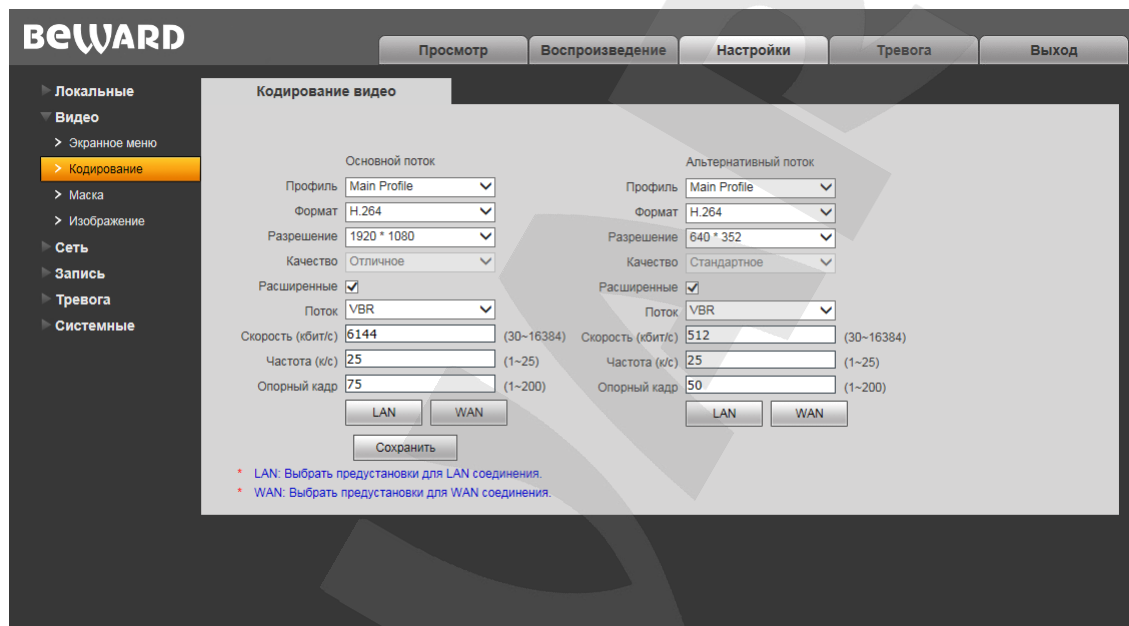 BEWARD
Просмотр Воспроизведение Настройки Тревога Выход
Локальные
Видео
> Экранное меню
> Кодирование
> Маска
> Изображение
Сеть
Запись
Тревога
Системные
Кодирование видео
Основной поток Альтернативный поток
Профиль Main Profile Профиль Main Profile
Формат H.264 Формат H.264
Разрешение 1920 * 1080 Разрешение 640 * 352
Качество Отличное Качество Стандартное
Расширенные Расширенные
Поток VBR Поток VBR
Скорость (кбит/с) 6144 (30~16384) Скорость (кбит/с) 512 (30~16384)
Частота (к/с) 25 (1~25) Частота (к/с) 25 (1~25)
Опорный кадр 75 (1~200) Опорный кадр 50 (1~200)
LAN WAN LAN WAN
Сохранить
* LAN: Выбрать предустановки для LAN соединения.
* WAN: Выбрать предустановки для WAN соединения.